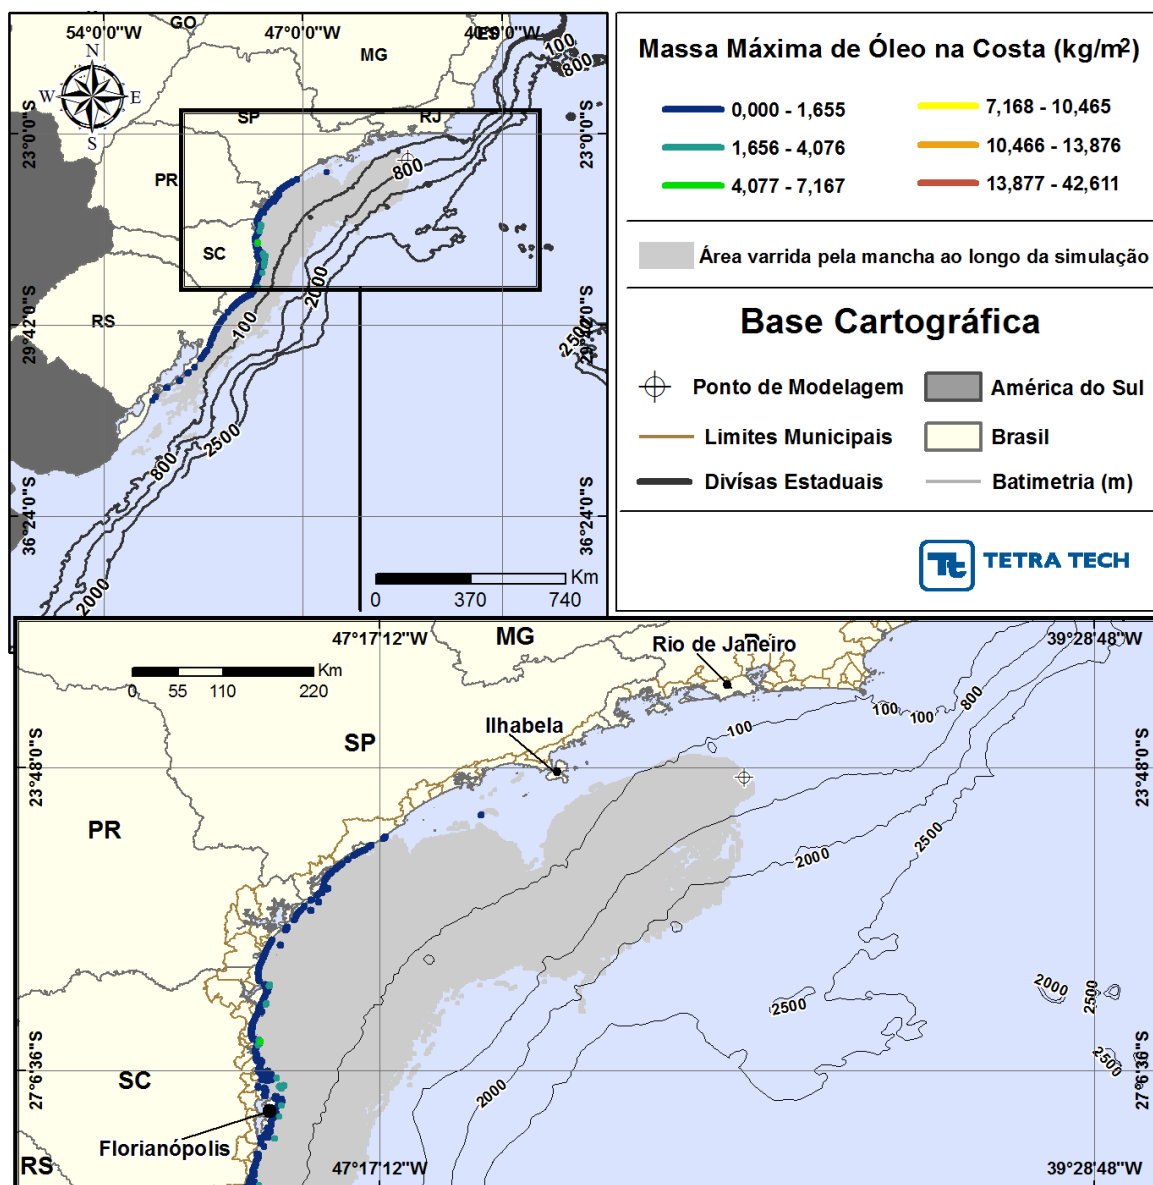 54°0'0"W
47°0'0"W
40°0'0"W
GO
ES
MG
N
W
E
S
SP
RJ
PR
SC
RS
100
800
800
2000
100
2500
800
2500
2000
23°0'0"S
23°0'0"S
29°42'0"S
29°42'0"S
36°24'0"S
36°24'0"S
Km
0 370 740
Massa Máxima de Óleo na Costa (kg/m²)
0,000 - 1,655
7,168 - 10,465
1,656 - 4,076
10,466 - 13,876
4,077 - 7,167
13,877 - 42,611
Área varrida pela mancha ao longo da simulação
Base Cartográfica
Ponto de Modelagem
América do Sul
Limites Municipais
Brasil
Divísas Estaduais
Batimetria (m)
Tt TETRA TECH
47°17'12"W
MG
39°28'48"W
Rio de Janeiro
Km
0 55 110 220
Ilhabela
SP
100
100
100
800
23°48'0"S
23°48'0"S
PR
2500
2000
2000
2500
2500
2500
2000
27°6'36"S
27°6'36"S
SC
Florianópolis
RS
47°17'12"W
39°28'48"W